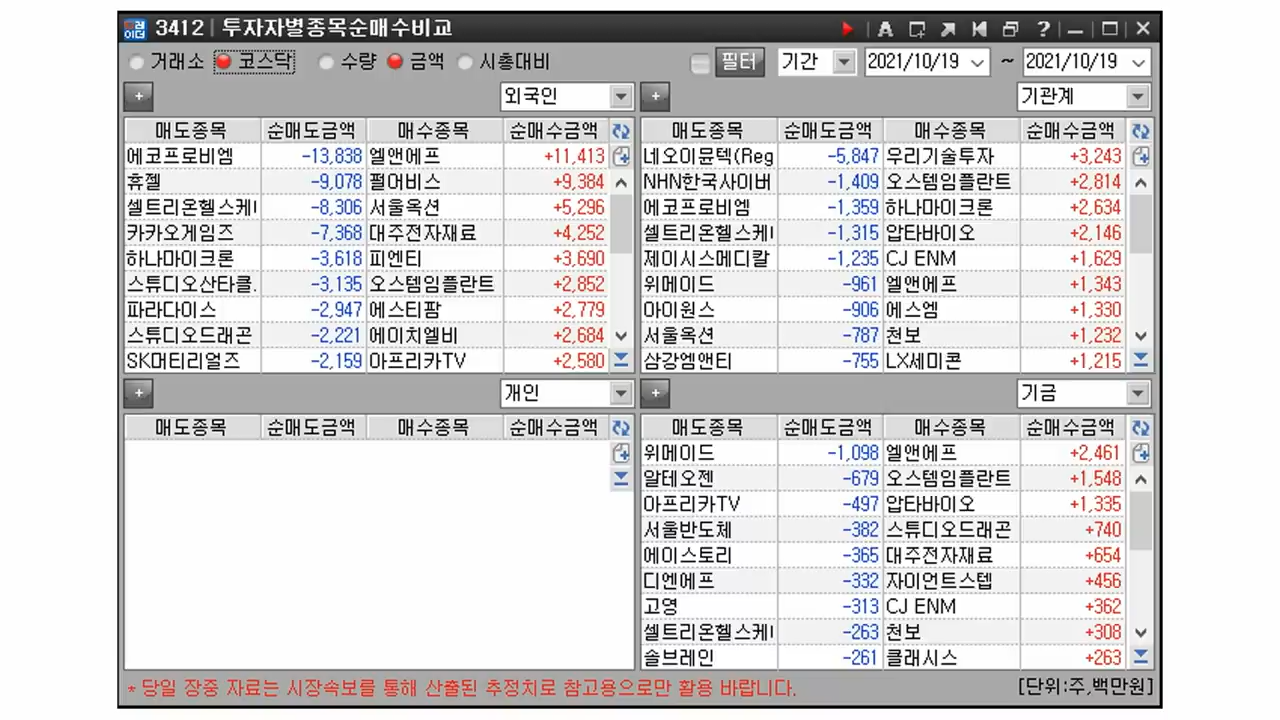 3412 투자자별종목순매수비교
거래소 코스닥 수량 금액 시총대비 필터 기간 2021/10/19 ~ 2021/10/19
+ 외국인
매도종목 순매도금액 매수종목 순매수금액
에코프로비엠 -13,838 엘앤에프 +11,413
휴젤 -9,078 펄어비스 +9,384
셀트리온헬스케 -8,306 서울옥션 +5,296
카카오게임즈 -7,368 대주전자재료 +4,252
하나마이크론 -3,618 피엔티 +3,690
스튜디오산타클. -3,135 오스템임플란트 +2,852
파라다이스 -2,947 에스티팜 +2,779
스튜디오드래곤 -2,221 에이치엘비 +2,684
SK머티리얼즈 -2,159 아프리카TV +2,580
+ 기관계
매도종목 순매도금액 매수종목 순매수금액
네오이뮨텍(Reg -5,847 우리기술투자 +3,243
NHN한국사이버 -1,409 오스템임플란트 +2,814
에코프로비엠 -1,359 하나마이크론 +2,634
셀트리온헬스케 -1,315 압타바이오 +2,146
제이시스메디칼 -1,235 CJ ENM +1,629
위메이드 -961 엘앤에프 +1,343
아이원스 -906 에스엠 +1,330
서울옥션 -787 천보 +1,232
삼강엠앤티 -755 LX세미콘 +1,215
+ 개인
매도종목 순매도금액 매수종목 순매수금액
+ 기금
매도종목 순매도금액 매수종목 순매수금액
위메이드 -1,098 엘앤에프 +2,461
알테오젠 -679 오스템임플란트 +1,548
아프리카TV -497 압타바이오 +1,335
서울반도체 -382 스튜디오드래곤 +740
에이스토리 -365 대주전자재료 +654
디엔에프 -332 자이언트스텝 +456
고영 -313 CJ ENM +362
셀트리온헬스케 -263 천보 +308
솔브레인 -261 클래시스 +263
* 당일 장중 자료는 시장속보를 통해 산출된 추정치로 참고용으로만 활용 바랍니다.
[단위:주,백만원]